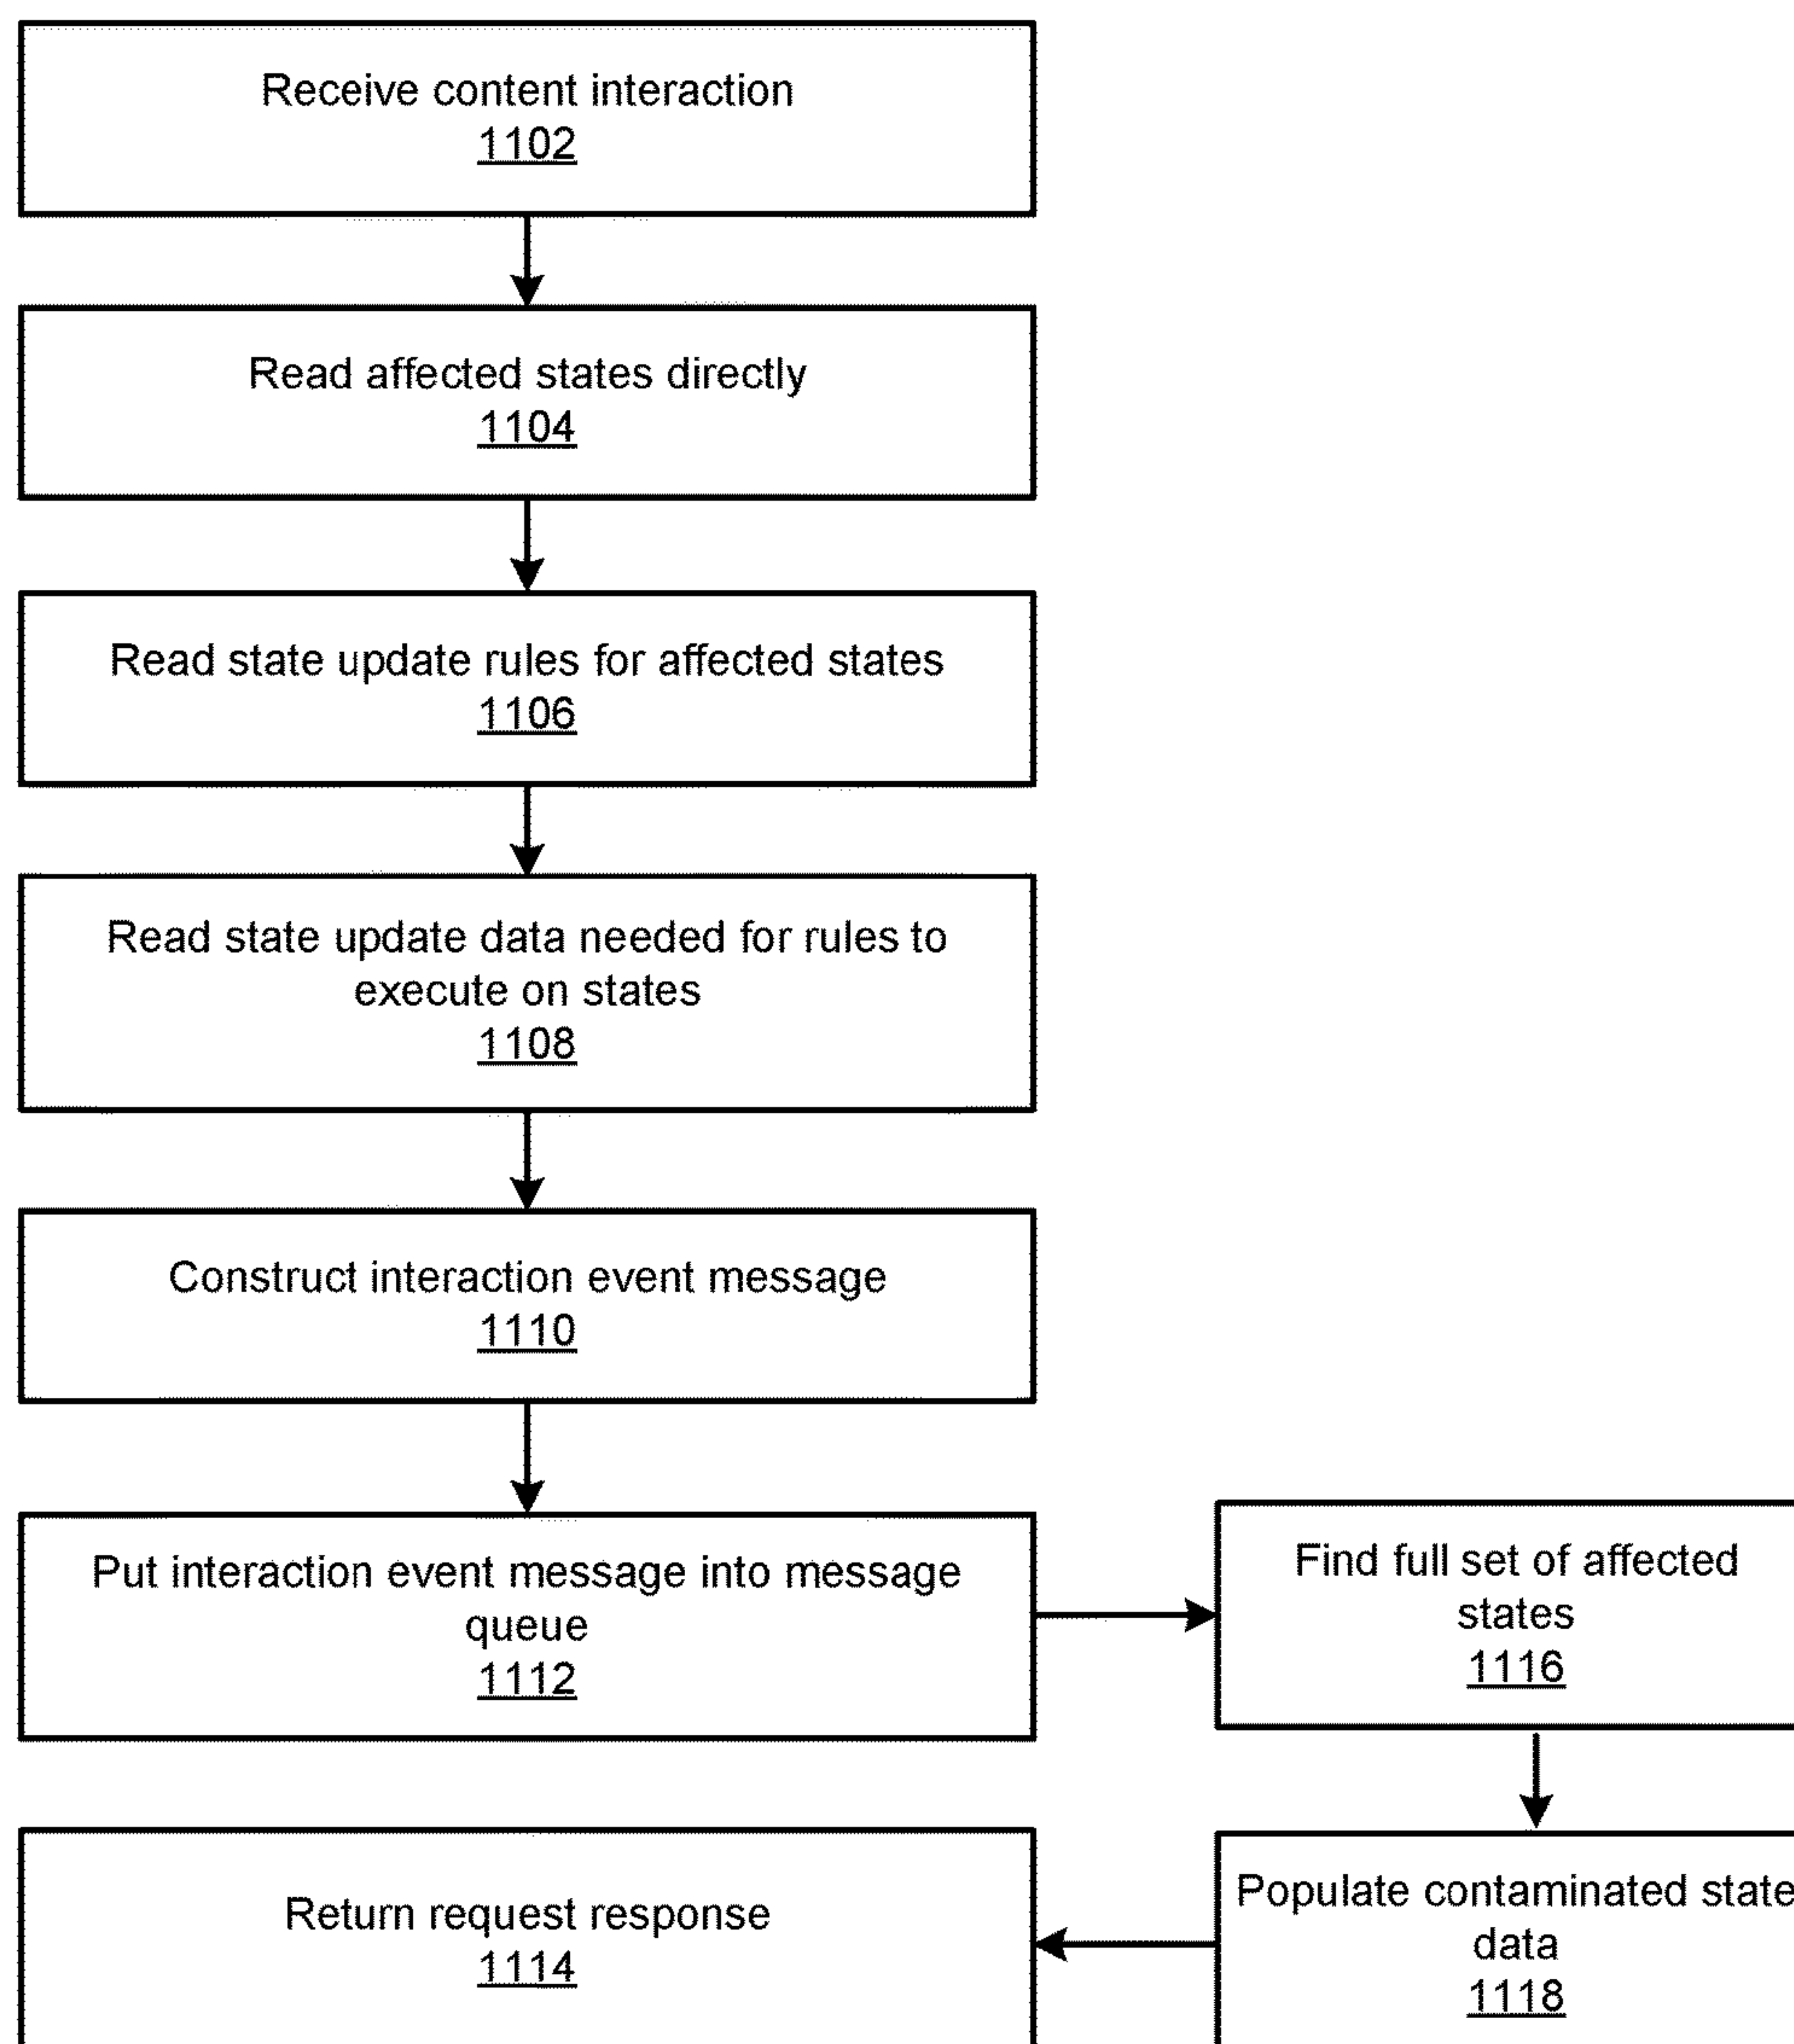 Receive content interaction
1102
Read affected states directly
1104
Read state update rules for affected states
1106
Read state update data needed for rules to
execute on states
1108
Construct interaction event message
1110
Put interaction event message into message
queue
1112
Find full set of affected
states
1116
Return request response
1114
Populate contaminated state
data
1118